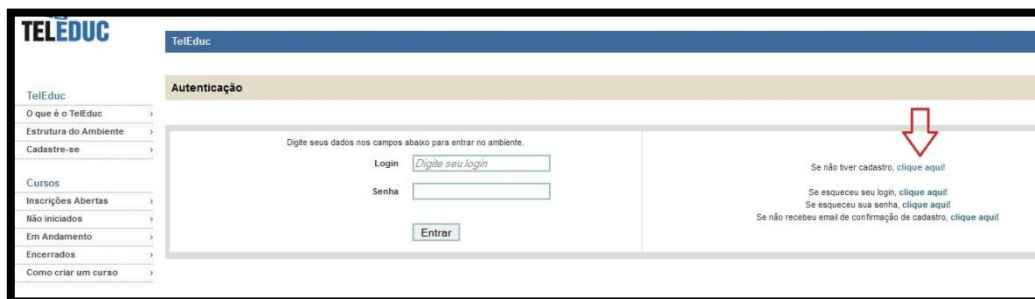 TELEDUC
TelEduc
Autenticação
TelEduc
O que é o TelEduc
Estrutura do Ambiente
Cadastre-se
Cursos
Inscrições Abertas
Não iniciados
Em Andamento
Encerrados
Como criar um curso
Digite seus dados nos campos abaixo para entrar no ambiente.
Login Digite seu login
Senha
Entrar
Se não tiver cadastro, clique aqui!
Se esqueceu seu login, clique aqui!
Se esqueceu sua senha, clique aqui!
Se não recebeu email de confirmação de cadastro, clique aqui!